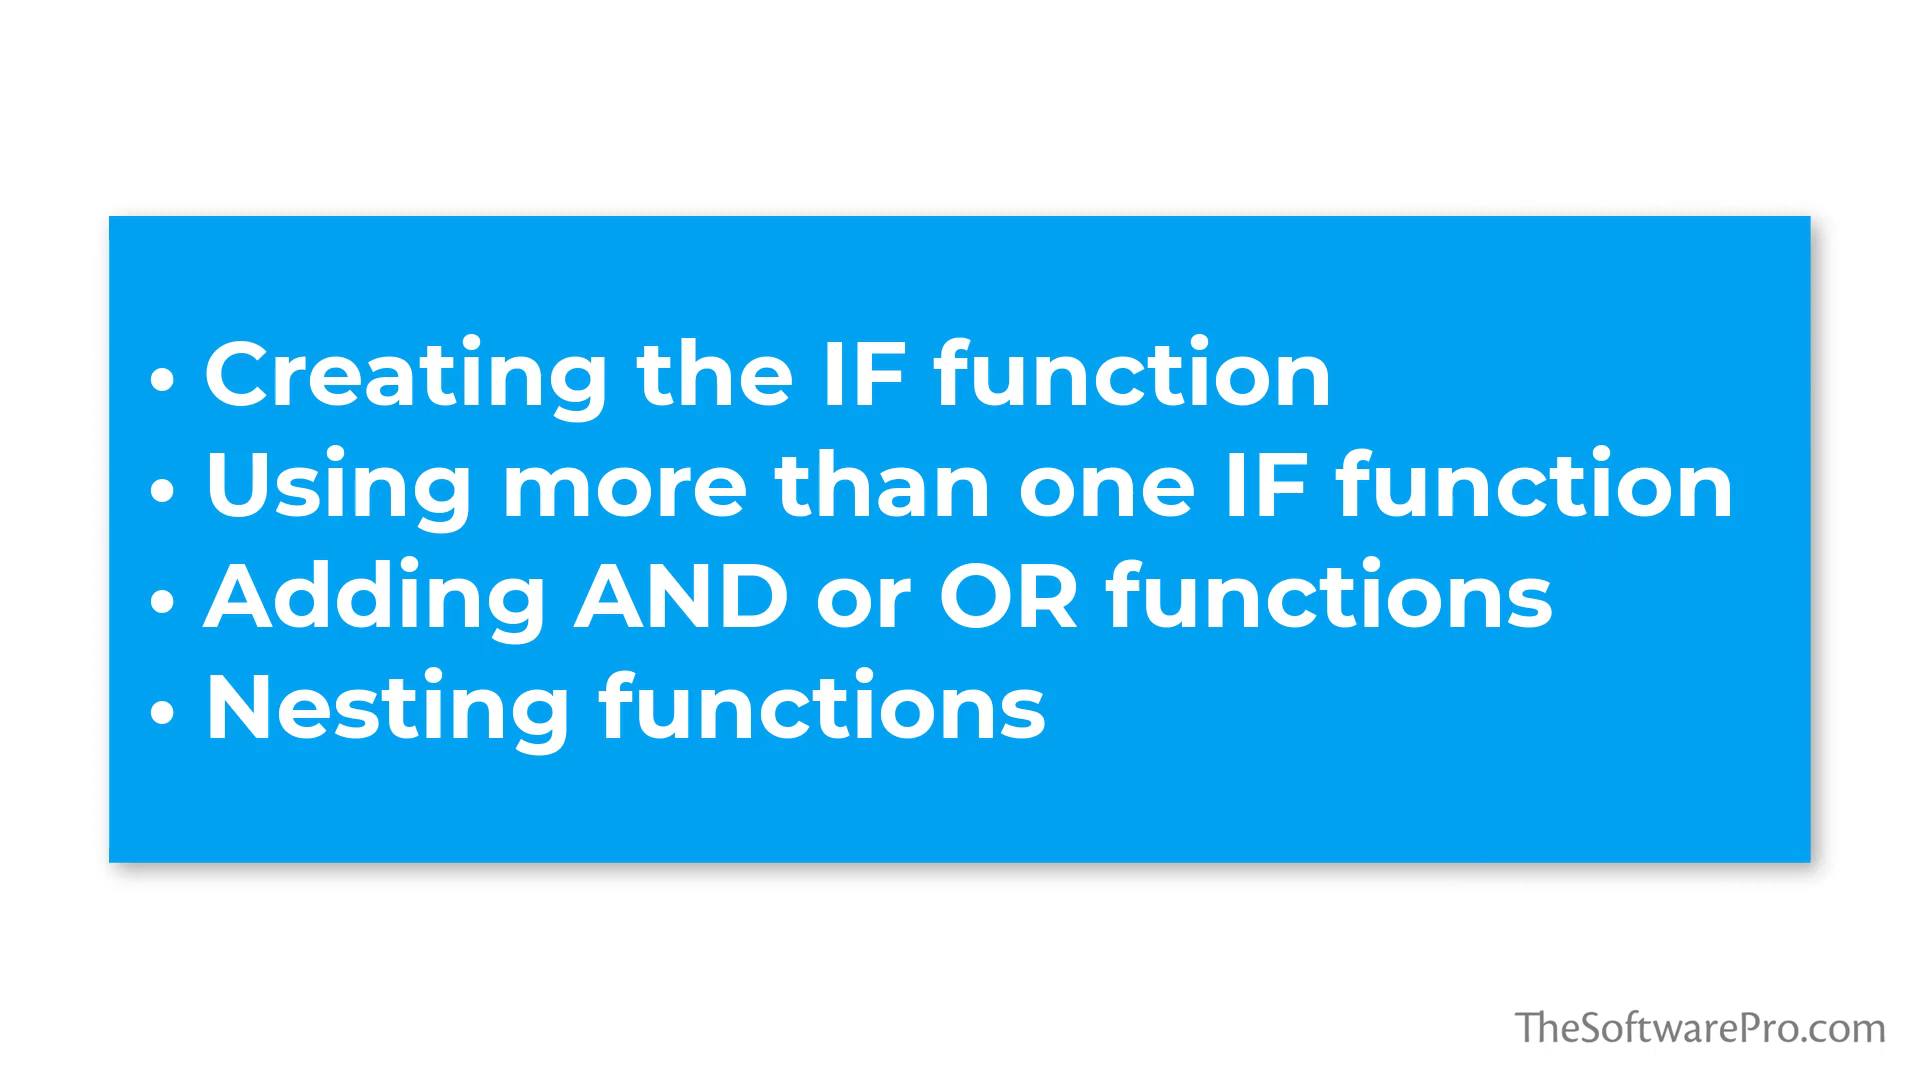 • Creating the IF function
• Using more than one IF function
• Adding AND or OR functions
• Nesting functions
TheSoftwarePro.com